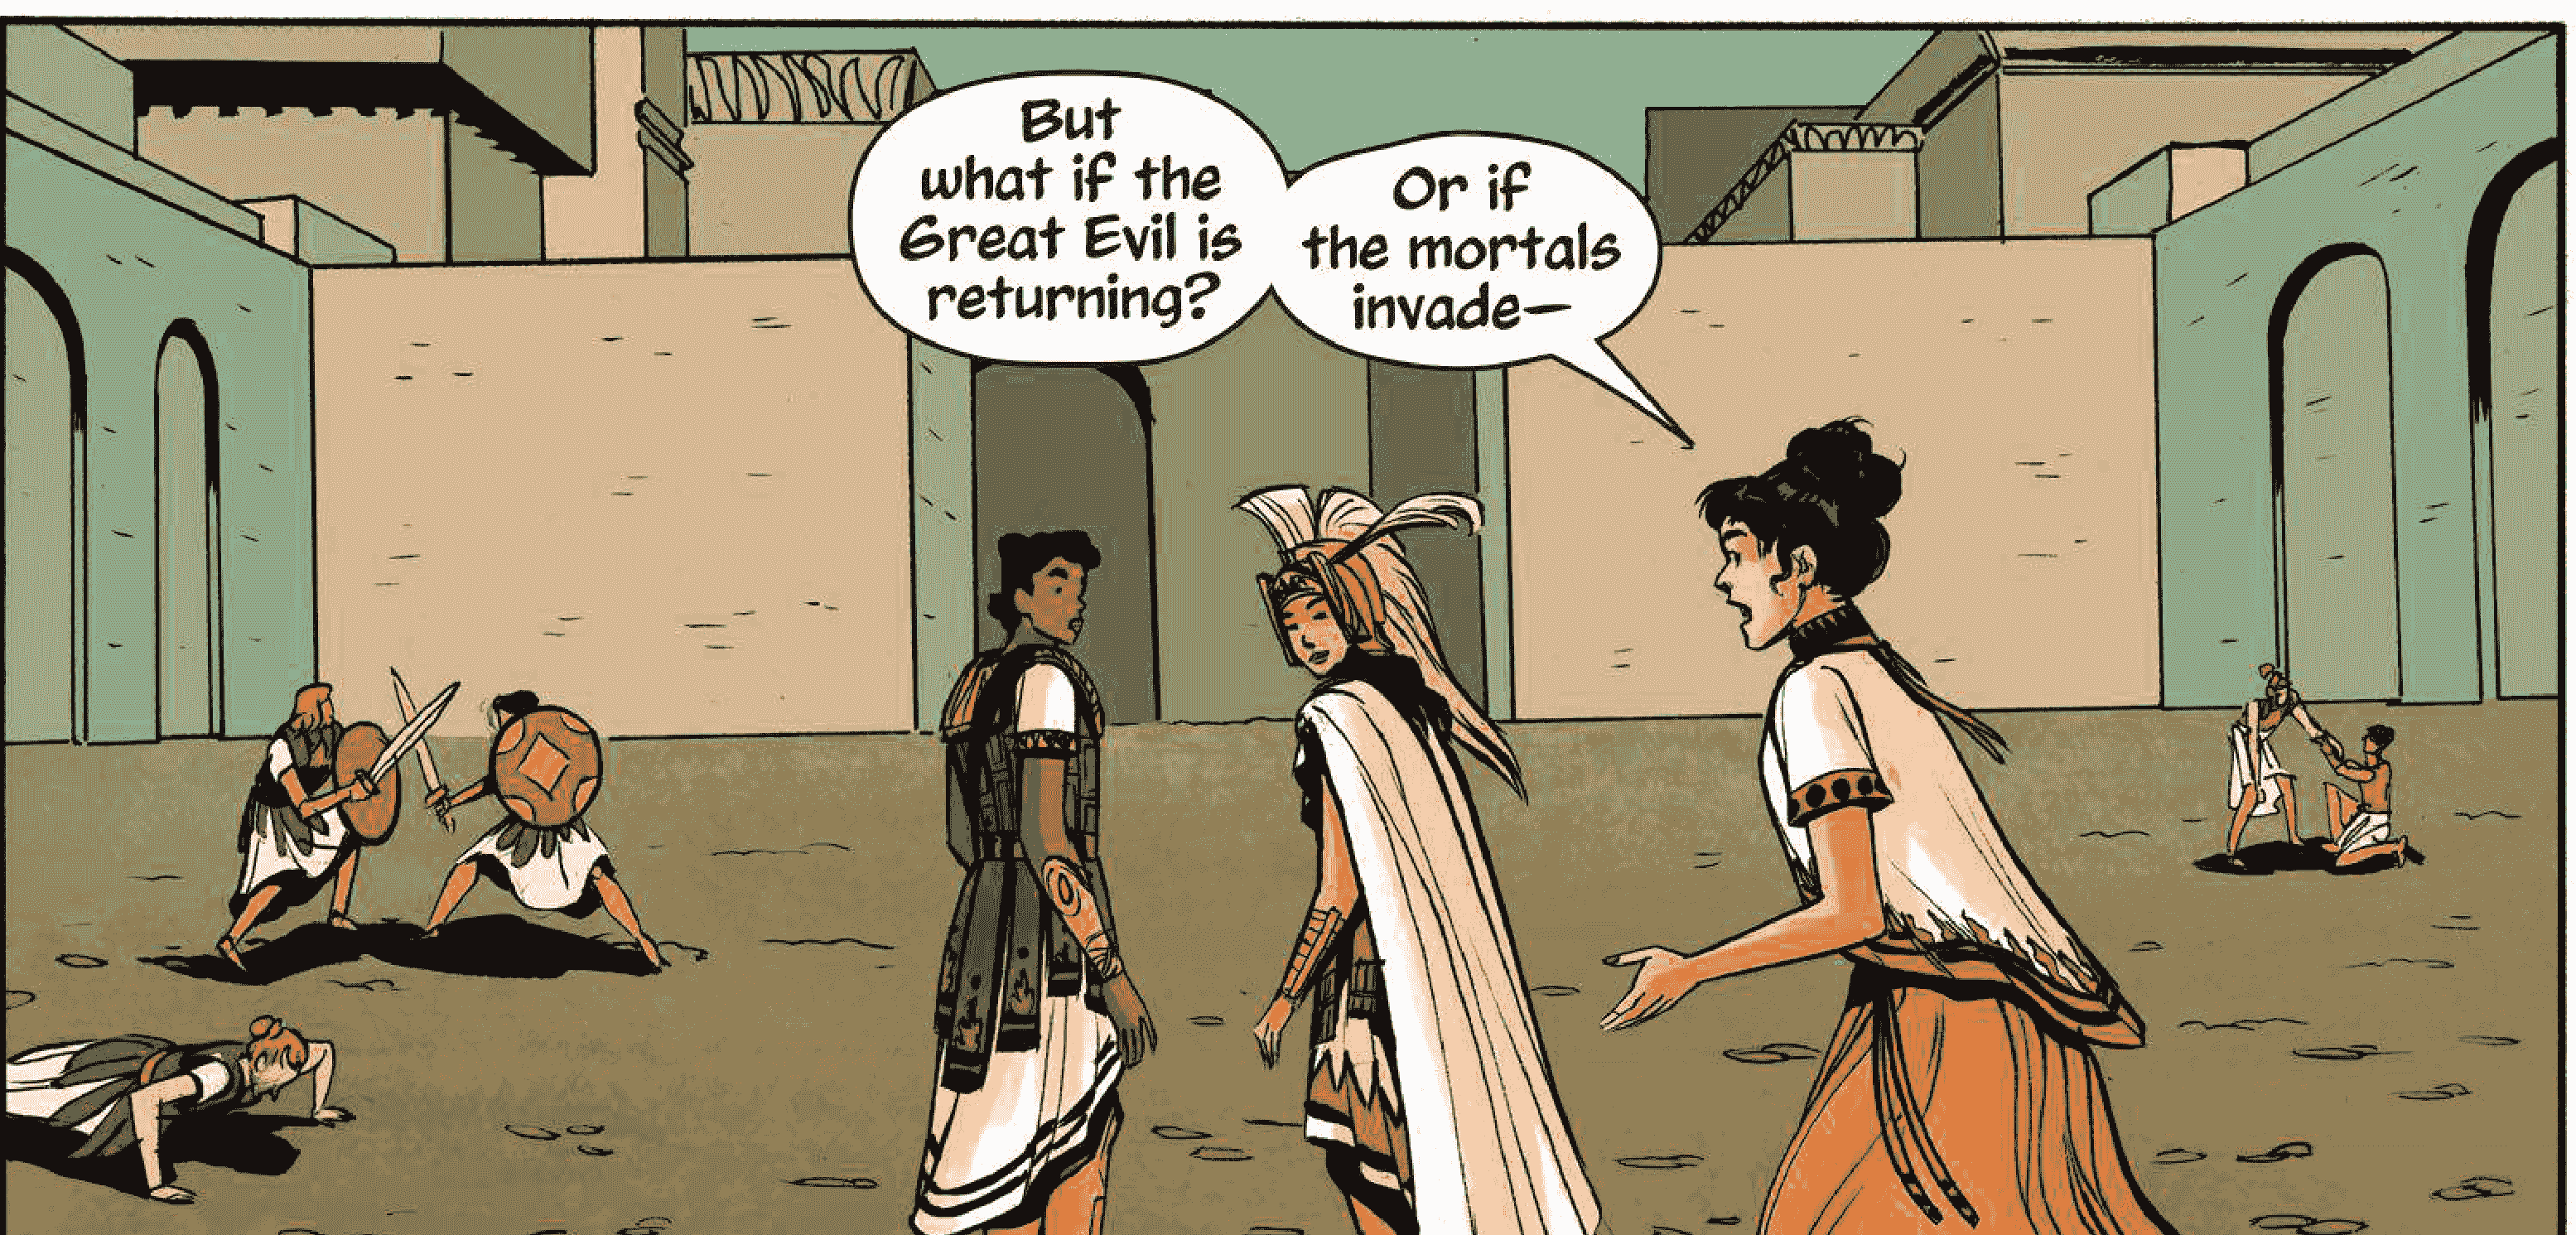 But
what if the
Great Evil is
returning?
Or if
the mortals
invade—